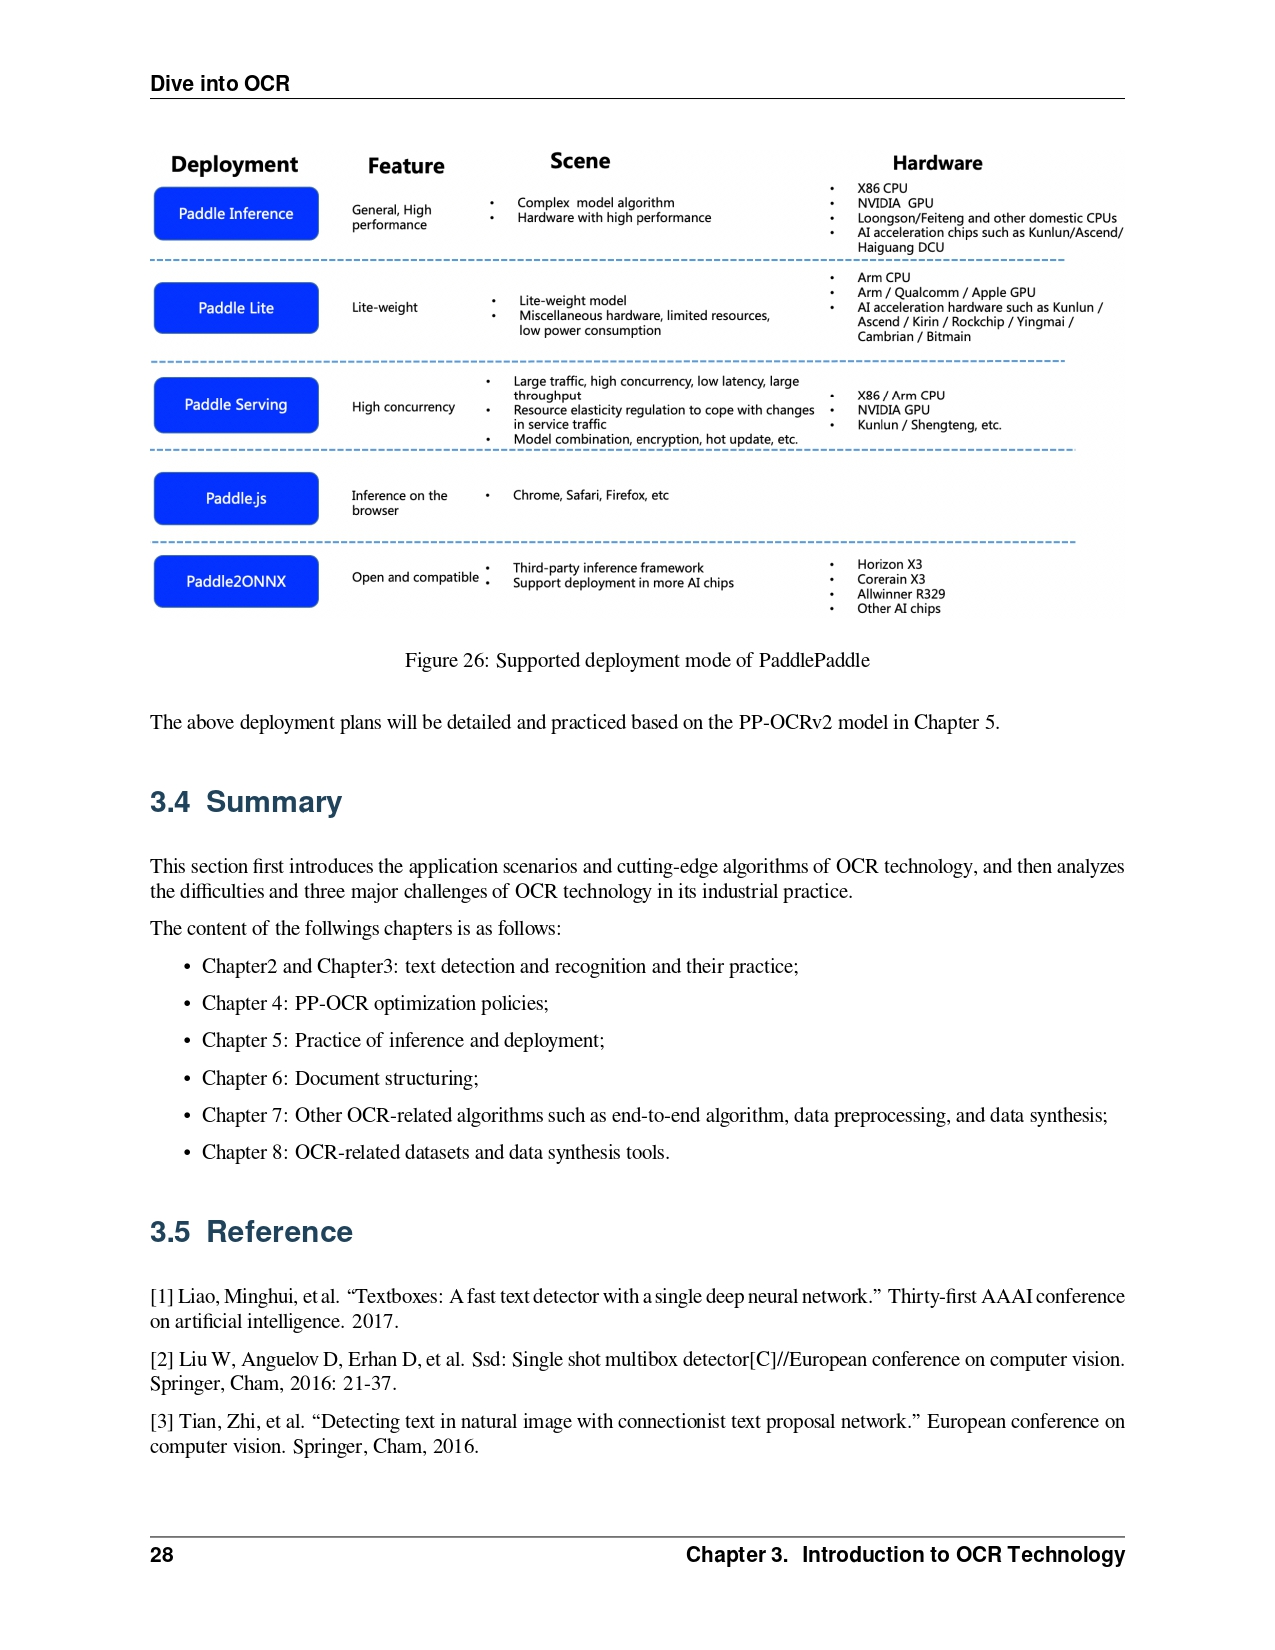 Dive into OCR
Deployment Feature Scene Hardware
Paddle Inference
General, High
performance
• Complex model algorithm
• Hardware with high performance
• X86 CPU
• NVIDIA GPU
• Loongson/Feiteng and other domestic CPUs
• AI acceleration chips such as Kunlun/Ascend/
Haiguang DCU
Paddle Lite
Lite-weight
• Lite-weight model
• Miscellaneous hardware, limited resources,
low power consumption
• Arm CPU
• Arm / Qualcomm / Apple GPU
• AI acceleration hardware such as Kunlun /
Ascend / Kirin / Rockchip / Yingmai /
Cambrian / Bitmain
Paddle Serving
High concurrency
• Large traffic, high concurrency, low latency, large
throughput
• Resource elasticity regulation to cope with changes
in service traffic
• Model combination, encryption, hot update, etc.
• X86 / Arm CPU
• NVIDIA GPU
• Kunlun / Shengteng, etc.
Paddle.js
Inference on the
browser
• Chrome, Safari, Firefox, etc
Paddle2ONNX
Open and compatible
• Third-party inference framework
• Support deployment in more AI chips
• Horizon X3
• Corerain X3
• Allwinner R329
• Other AI chips
Figure 26: Supported deployment mode of PaddlePaddle
The above deployment plans will be detailed and practiced based on the PP-OCRv2 model in Chapter 5.
3.4 Summary
This section first introduces the application scenarios and cutting-edge algorithms of OCR technology, and then analyzes
the difficulties and three major challenges of OCR technology in its industrial practice.
The content of the follwings chapters is as follows:
• Chapter2 and Chapter3: text detection and recognition and their practice;
• Chapter 4: PP-OCR optimization policies;
• Chapter 5: Practice of inference and deployment;
• Chapter 6: Document structuring;
• Chapter 7: Other OCR-related algorithms such as end-to-end algorithm, data preprocessing, and data synthesis;
• Chapter 8: OCR-related datasets and data synthesis tools.
3.5 Reference
[1] Liao, Minghui, et al. “Textboxes: A fast text detector with a single deep neural network.” Thirty-first AAAI conference
on artificial intelligence. 2017.
[2] Liu W, Anguelov D, Erhan D, et al. Ssd: Single shot multibox detector[C]//European conference on computer vision.
Springer, Cham, 2016: 21-37.
[3] Tian, Zhi, et al. “Detecting text in natural image with connectionist text proposal network.” European conference on
computer vision. Springer, Cham, 2016.
28 Chapter 3. Introduction to OCR Technology